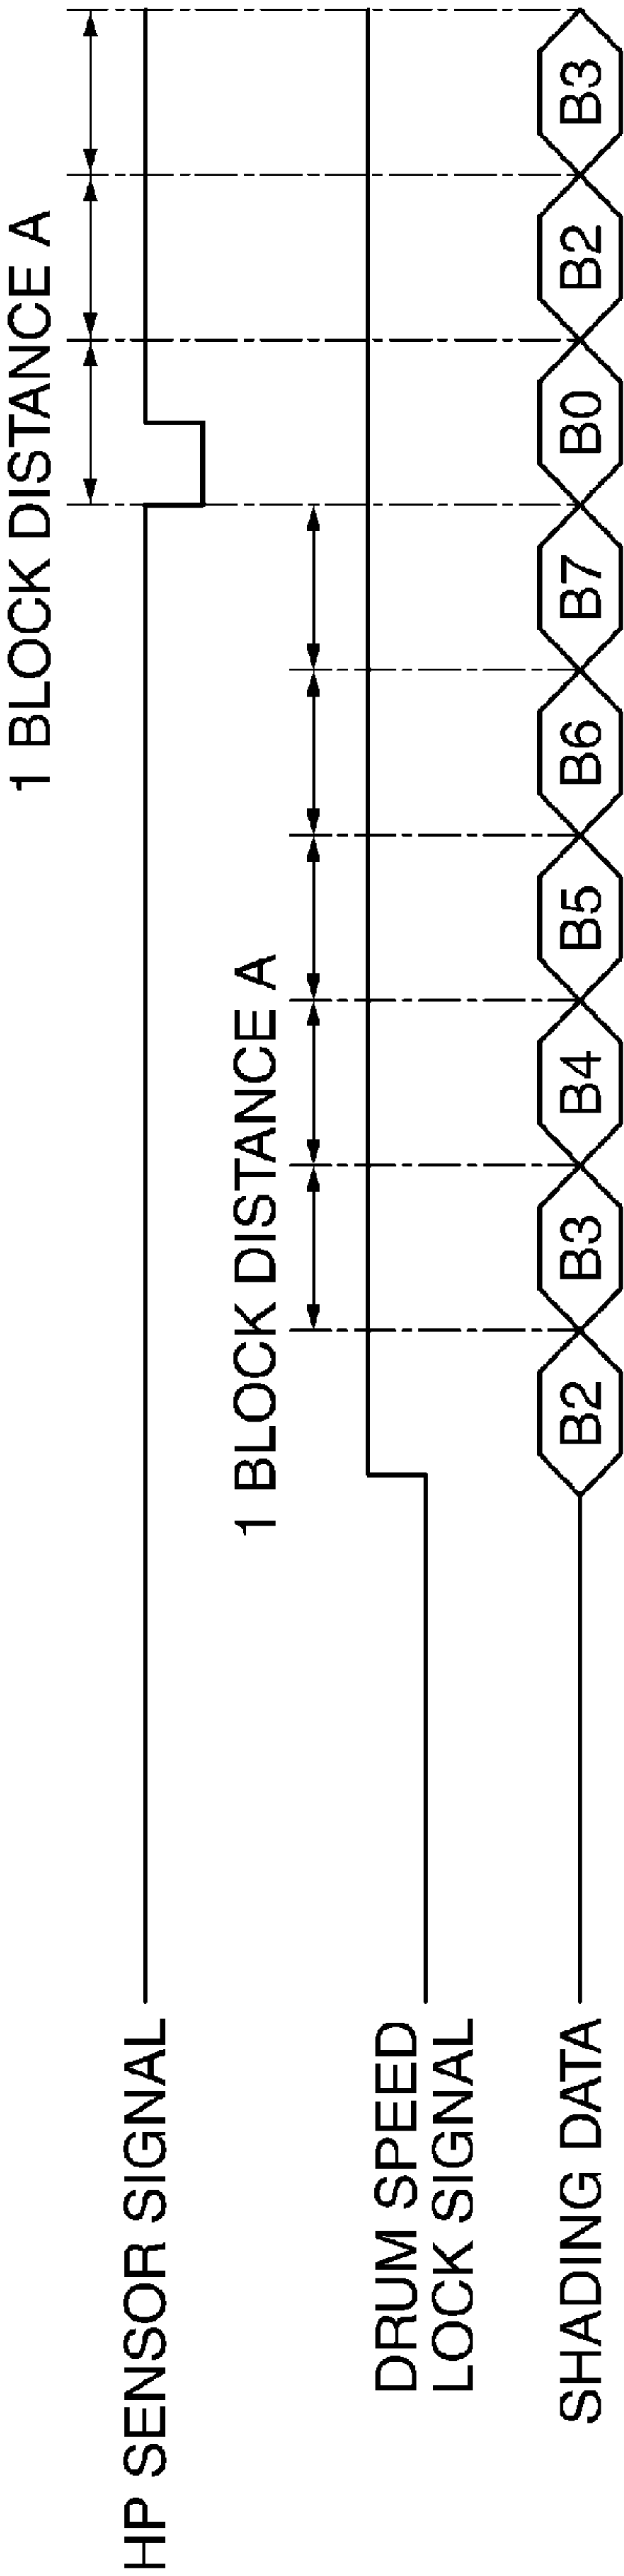 1 BLOCK DISTANCE A
HP SENSOR SIGNAL
1 BLOCK DISTANCE A
DRUM SPEED
LOCK SIGNAL
SHADING DATA
B2 B3 B4 B5 B6 B7 B0 B2 B3